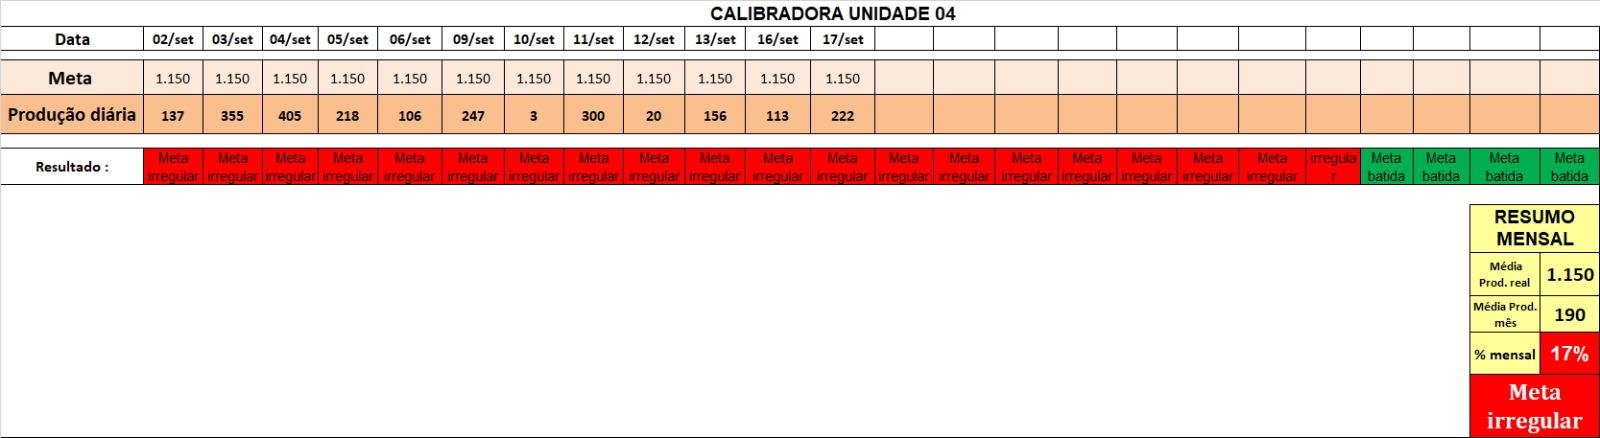 CALIBRADORA UNIDADE 04
Data 02/set 03/set 04/set 05/set 06/set 09/set 10/set 11/set 12/set 13/set 16/set 17/set
Meta 1.150 1.150 1.150 1.150 1.150 1.150 1.150 1.150 1.150 1.150 1.150 1.150
Produção diária 137 355 405 218 106 247 3 300 20 156 113 222
Resultado : Meta irregular Meta irregular Meta irregular Meta irregular Meta irregular Meta irregular Meta irregular Meta irregular Meta irregular Meta irregular Meta irregular Meta irregular Meta irregular Meta irregular Meta irregular Meta irregular Meta irregular Meta irregular Meta irregular irregular Meta batida Meta batida Meta batida Meta batida
RESUMO
MENSAL
Média Prod. real 1.150
Média Prod. mês 190
% mensal 17%
Meta
irregular